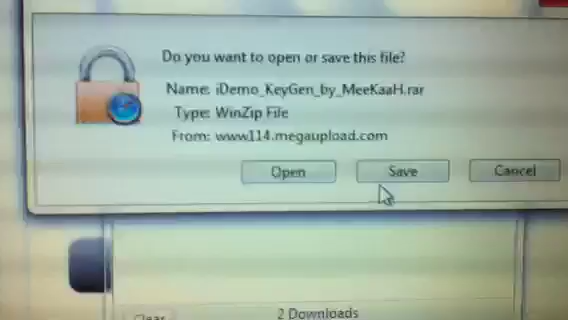 Do you want to open or save this file?
Name: iDemo_KeyGen_by_MeeKaaH.rar
Type: WinZip File
From: www114.megaupload.com
Open Save Cancel
Clear 2 Downloads